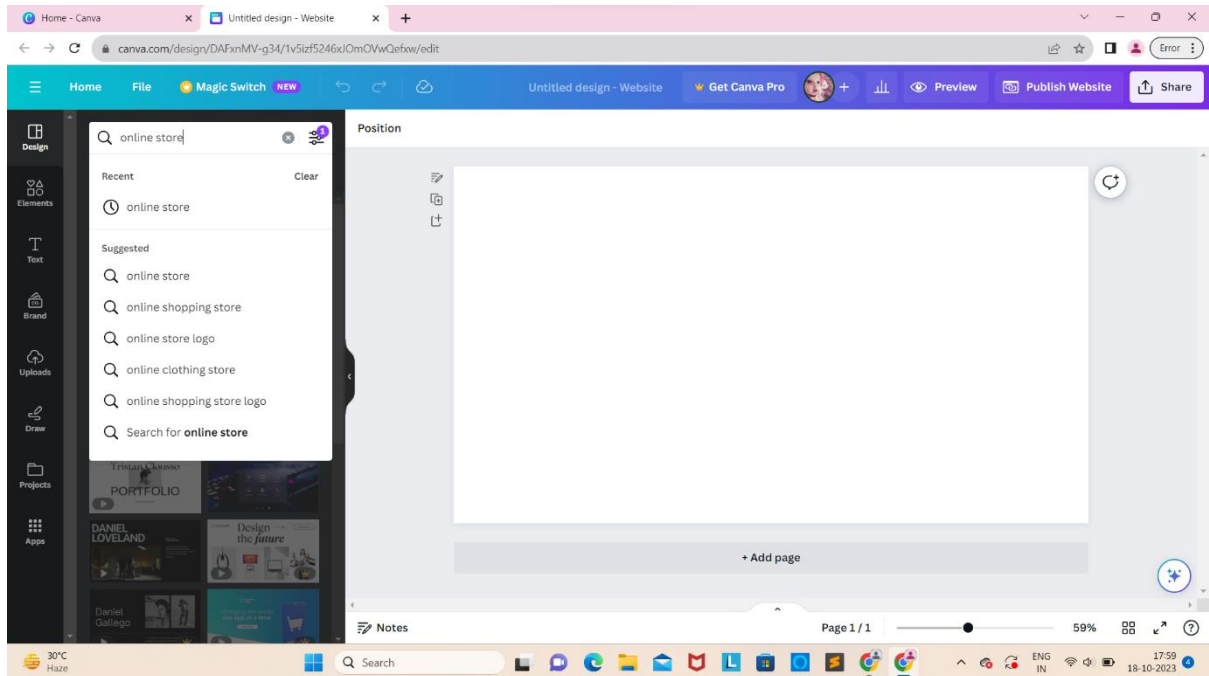 Home - Canva
Untitled design - Website
canva.com/design/DAFxnMV-g34/1v5izf5246xJOmOVwQefxw/edit
Error
Home File Magic Switch NEW Untitled design - Website Get Canva Pro Preview Publish Website Share
Design
Elements
Text
Brand
Uploads
Draw
Projects
Apps
online store
1
Recent Clear
online store
Suggested
online store
online shopping store
online store logo
online clothing store
online shopping store logo
Search for online store
Tristan Clousso
PORTFOLIO
DANIEL
LOVELAND
Design
the future
Daniel
Gallego
Position
+ Add page
Notes
Page 1 / 1
59%
30°C
Haze
Search
ENG
IN
17:59
18-10-2023
4